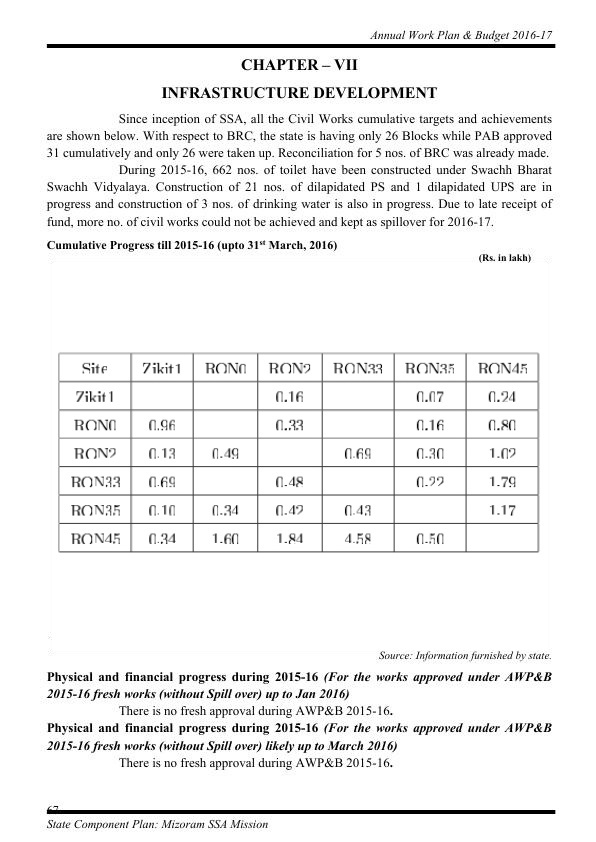 Annual Work Plan & Budget 2016-17
CHAPTER – VII
INFRASTRUCTURE DEVELOPMENT
Since inception of SSA, all the Civil Works cumulative targets and achievements
are shown below. With respect to BRC, the state is having only 26 Blocks while PAB approved
31 cumulatively and only 26 were taken up. Reconciliation for 5 nos. of BRC was already made.
During 2015-16, 662 nos. of toilet have been constructed under Swachh Bharat
Swachh Vidyalaya. Construction of 21 nos. of dilapidated PS and 1 dilapidated UPS are in
progress and construction of 3 nos. of drinking water is also in progress. Due to late receipt of
fund, more no. of civil works could not be achieved and kept as spillover for 2016-17.
Cumulative Progress till 2015-16 (upto 31st March, 2016)
(Rs. in lakh)
Site Zikit1 RON0 RON2 RON33 RON35 RON45
Zikit1 0.16 0.07 0.24
RON0 0.96 0.33 0.16 0.80
RON2 0.13 0.49 0.69 0.30 1.02
RON33 0.69 0.48 0.22 1.79
RON35 0.10 0.34 0.42 0.43 1.17
RON45 0.34 1.60 1.84 4.58 0.50
Source: Information furnished by state.
Physical and financial progress during 2015-16 (For the works approved under AWP&B
2015-16 fresh works (without Spill over) up to Jan 2016)
There is no fresh approval during AWP&B 2015-16.
Physical and financial progress during 2015-16 (For the works approved under AWP&B
2015-16 fresh works (without Spill over) likely up to March 2016)
There is no fresh approval during AWP&B 2015-16.
State Component Plan: Mizoram SSA Mission